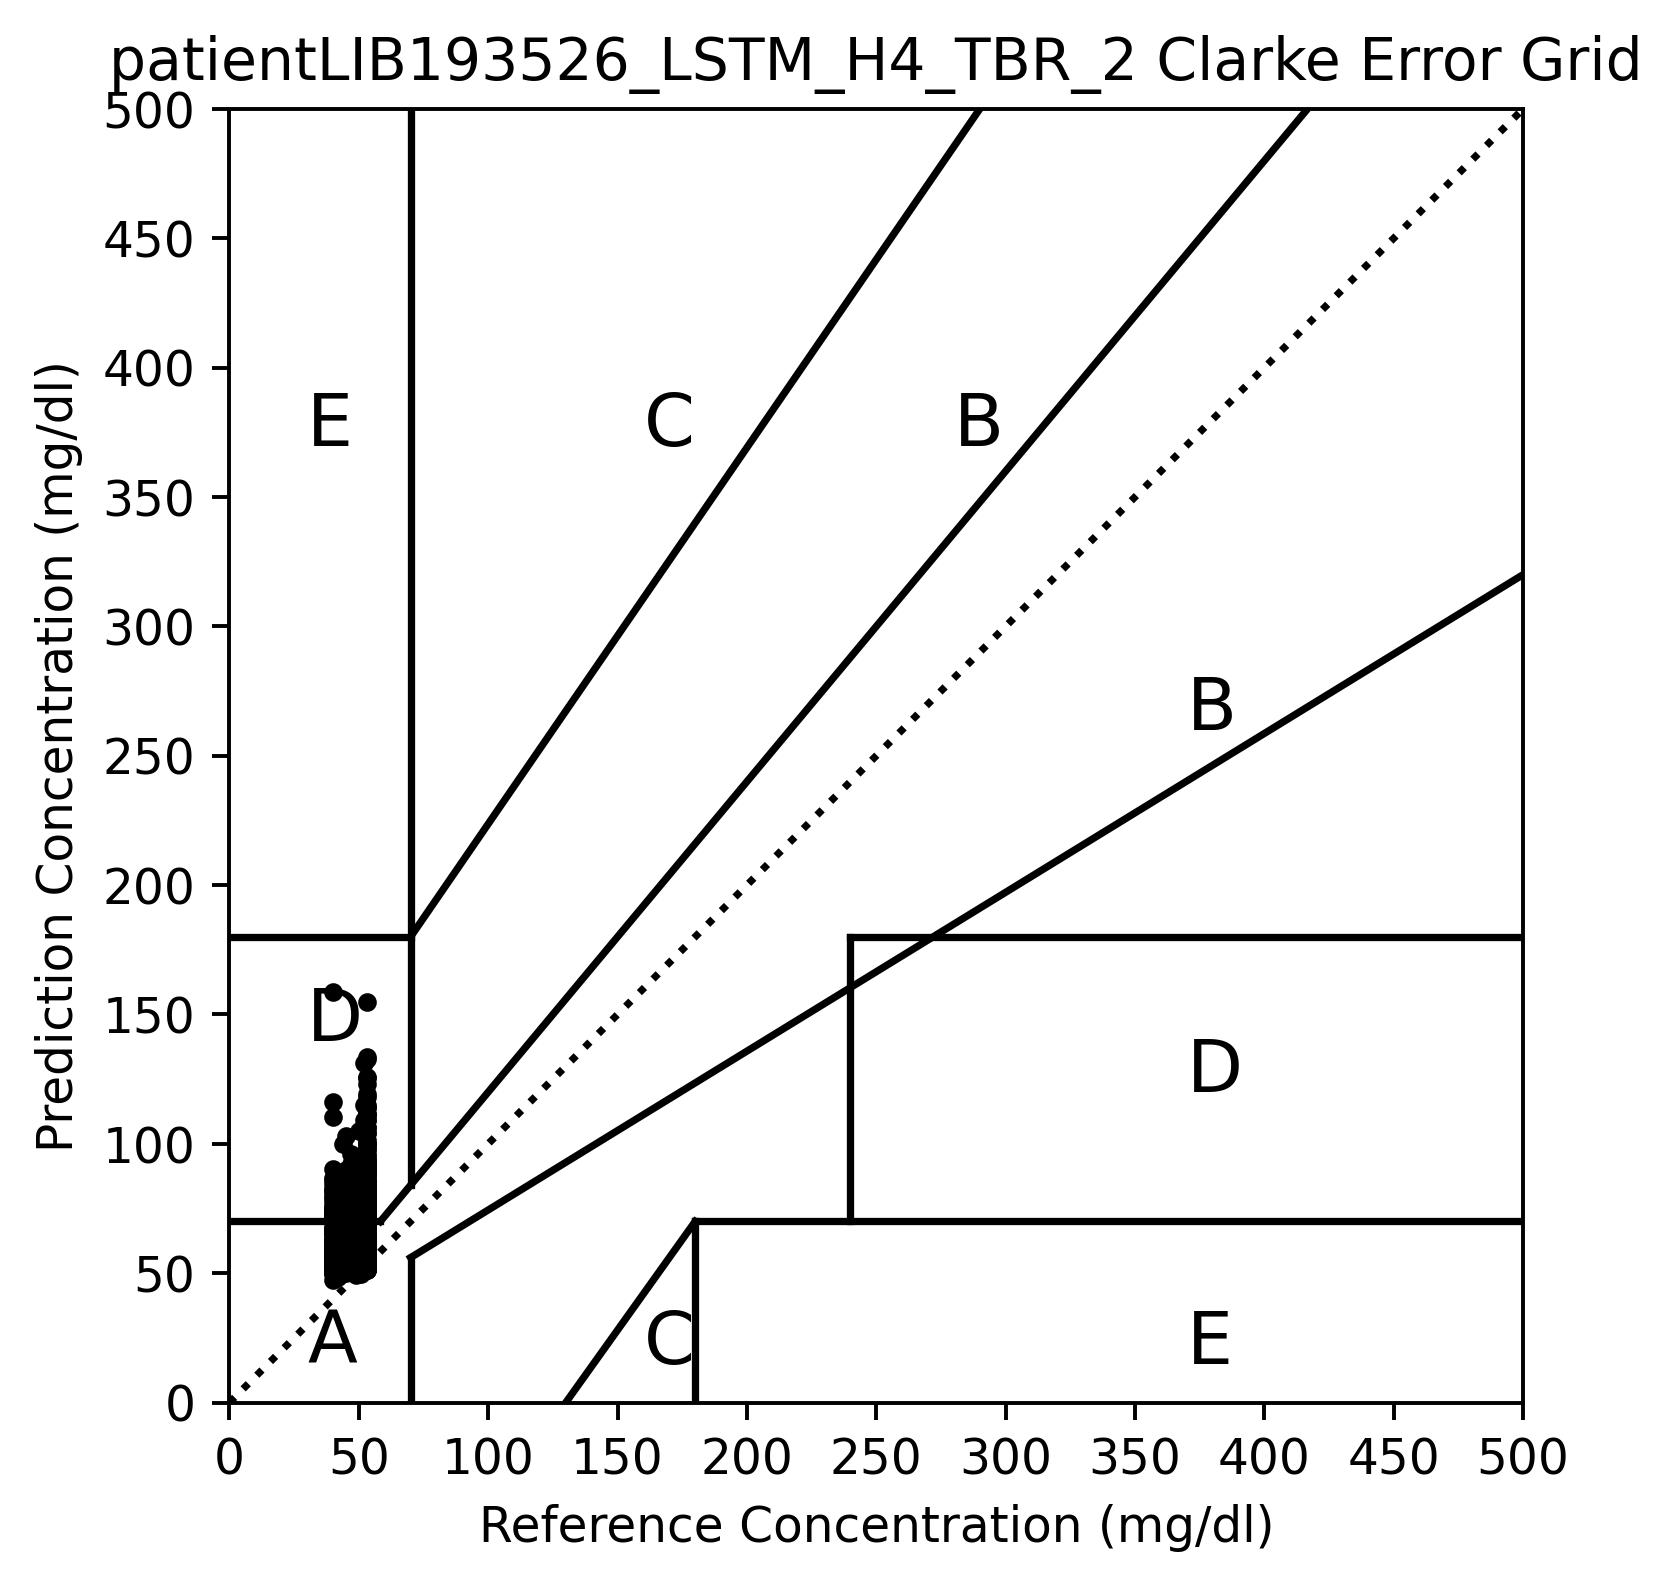 patientLIB193526_LSTM_H4_TBR_2 Clarke Error Grid
500
450
400
350
300
250
200
150
100
50
0
Prediction Concentration (mg/dl)
E
C
B
B
D
D
A
C
E
0 50 100 150 200 250 300 350 400 450 500
Reference Concentration (mg/dl)